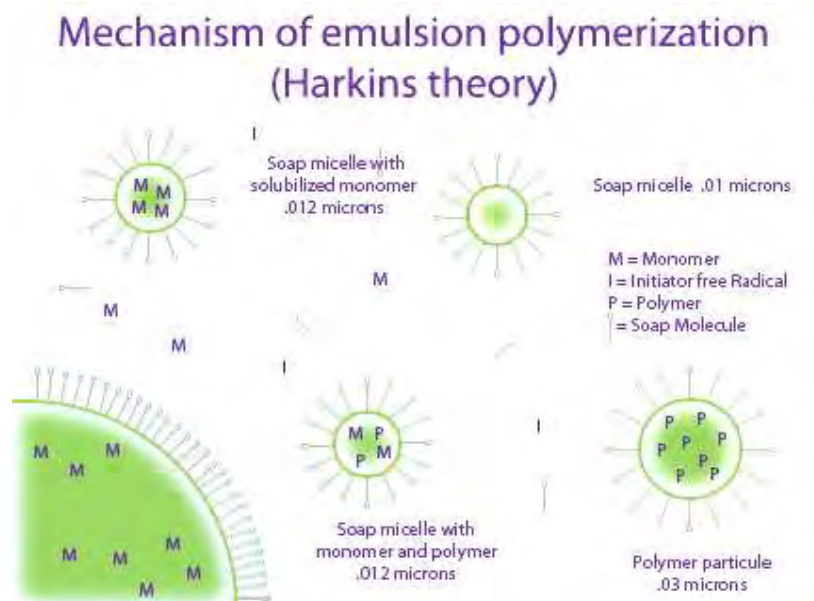 Mechanism of emulsion polymerization
(Harkins theory)
I
Soap micelle with
solubilized monomer
.012 microns
M M
M M
Soap micelle .01 microns
M = Monomer
I = Initiator free Radical
P = Polymer
= Soap Molecule
M
M
M
I
M P
P M
Soap micelle with
monomer and polymer
.012 microns
I
P P
P P P
P P P
Polymer particule
.03 microns
M M M
M M M
M M